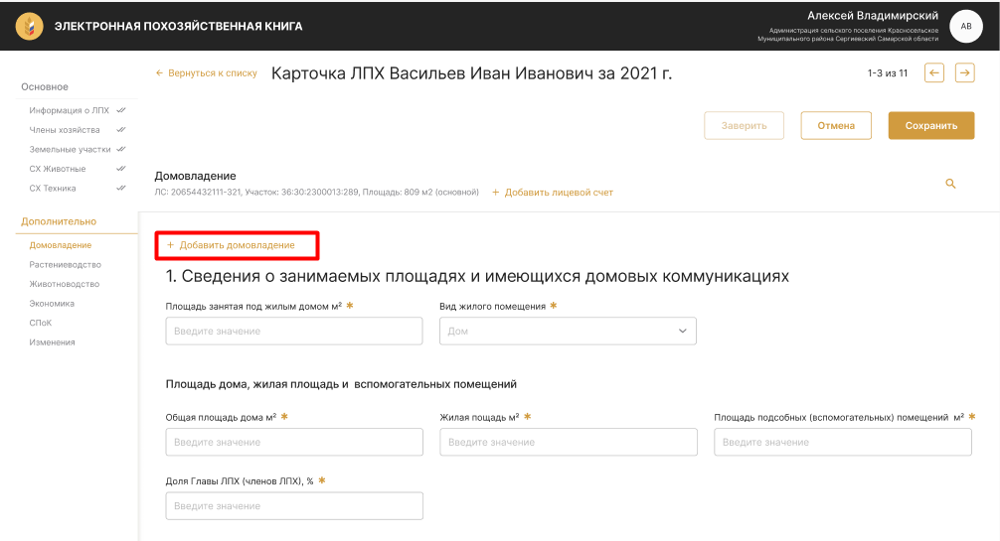 ЭЛЕКТРОННАЯ ПОХОЗЯЙСТВЕННАЯ КНИГА
Алексей Владимирский
Администрация сельского поселения Красносельское
Муниципального района Сергиевский Самарской области
АВ
← Вернуться к списку
Карточка ЛПХ Васильев Иван Иванович за 2021 г.
1-3 из 11
Основное
Информация о ЛПХ
Члены хозяйства
Земельные участки
СХ Животные
СХ Техника
Дополнительно
Домовладение
Растениеводство
Животноводство
Экономика
СПоК
Изменения
Заверить
Отмена
Сохранить
Домовладение
ЛС: 20654432111-321, Участок: 36:30:2300013:289, Площадь: 809 м2 (основной)
+ Добавить лицевой счет
+ Добавить домовладение
1. Сведения о занимаемых площадях и имеющихся домовых коммуникациях
Площадь занятая под жилым домом м² *
Вид жилого помещения *
Введите значение
Дом
Площадь дома, жилая площадь и вспомогательных помещений
Общая площадь дома м² *
Жилая пощадь м² *
Площадь подсобных (вспомогательных) помещений м² *
Введите значение
Введите значение
Введите значение
Доля Главы ЛПХ (членов ЛПХ), % *
Введите значение